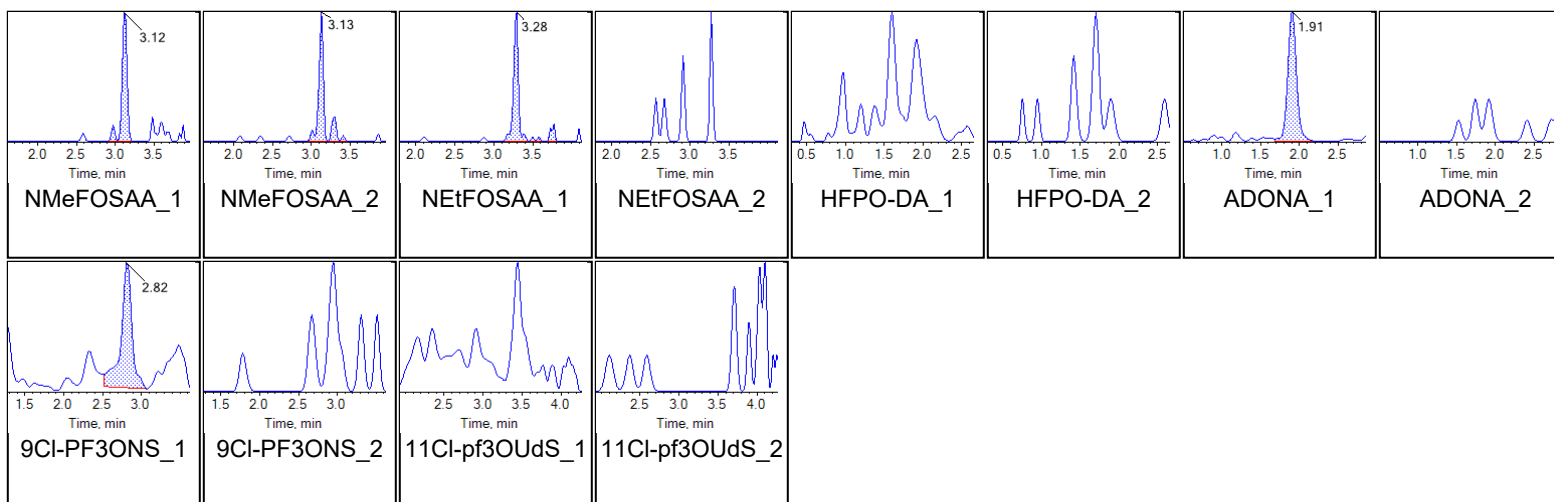 3.12 3.13 3.28 1.91
2.0 2.5 3.0 3.5 2.0 2.5 3.0 3.5 2.0 2.5 3.0 3.5 2.0 2.5 3.0 3.5 0.5 1.0 1.5 2.0 2.5 0.5 1.0 1.5 2.0 2.5 1.0 1.5 2.0 2.5 1.0 1.5 2.0 2.5
Time, min Time, min Time, min Time, min Time, min Time, min Time, min Time, min
NMeFOSAA_1 NMeFOSAA_2 NEtFOSAA_1 NEtFOSAA_2 HFPO-DA_1 HFPO-DA_2 ADONA_1 ADONA_2
2.82
1.5 2.0 2.5 3.0 3.5 1.5 2.0 2.5 3.0 3.5 2.5 3.0 3.5 4.0 2.5 3.0 3.5 4.0
Time, min Time, min Time, min Time, min
9Cl-PF3ONS_1 9Cl-PF3ONS_2 11Cl-pf3OUdS_1 11Cl-pf3OUdS_2